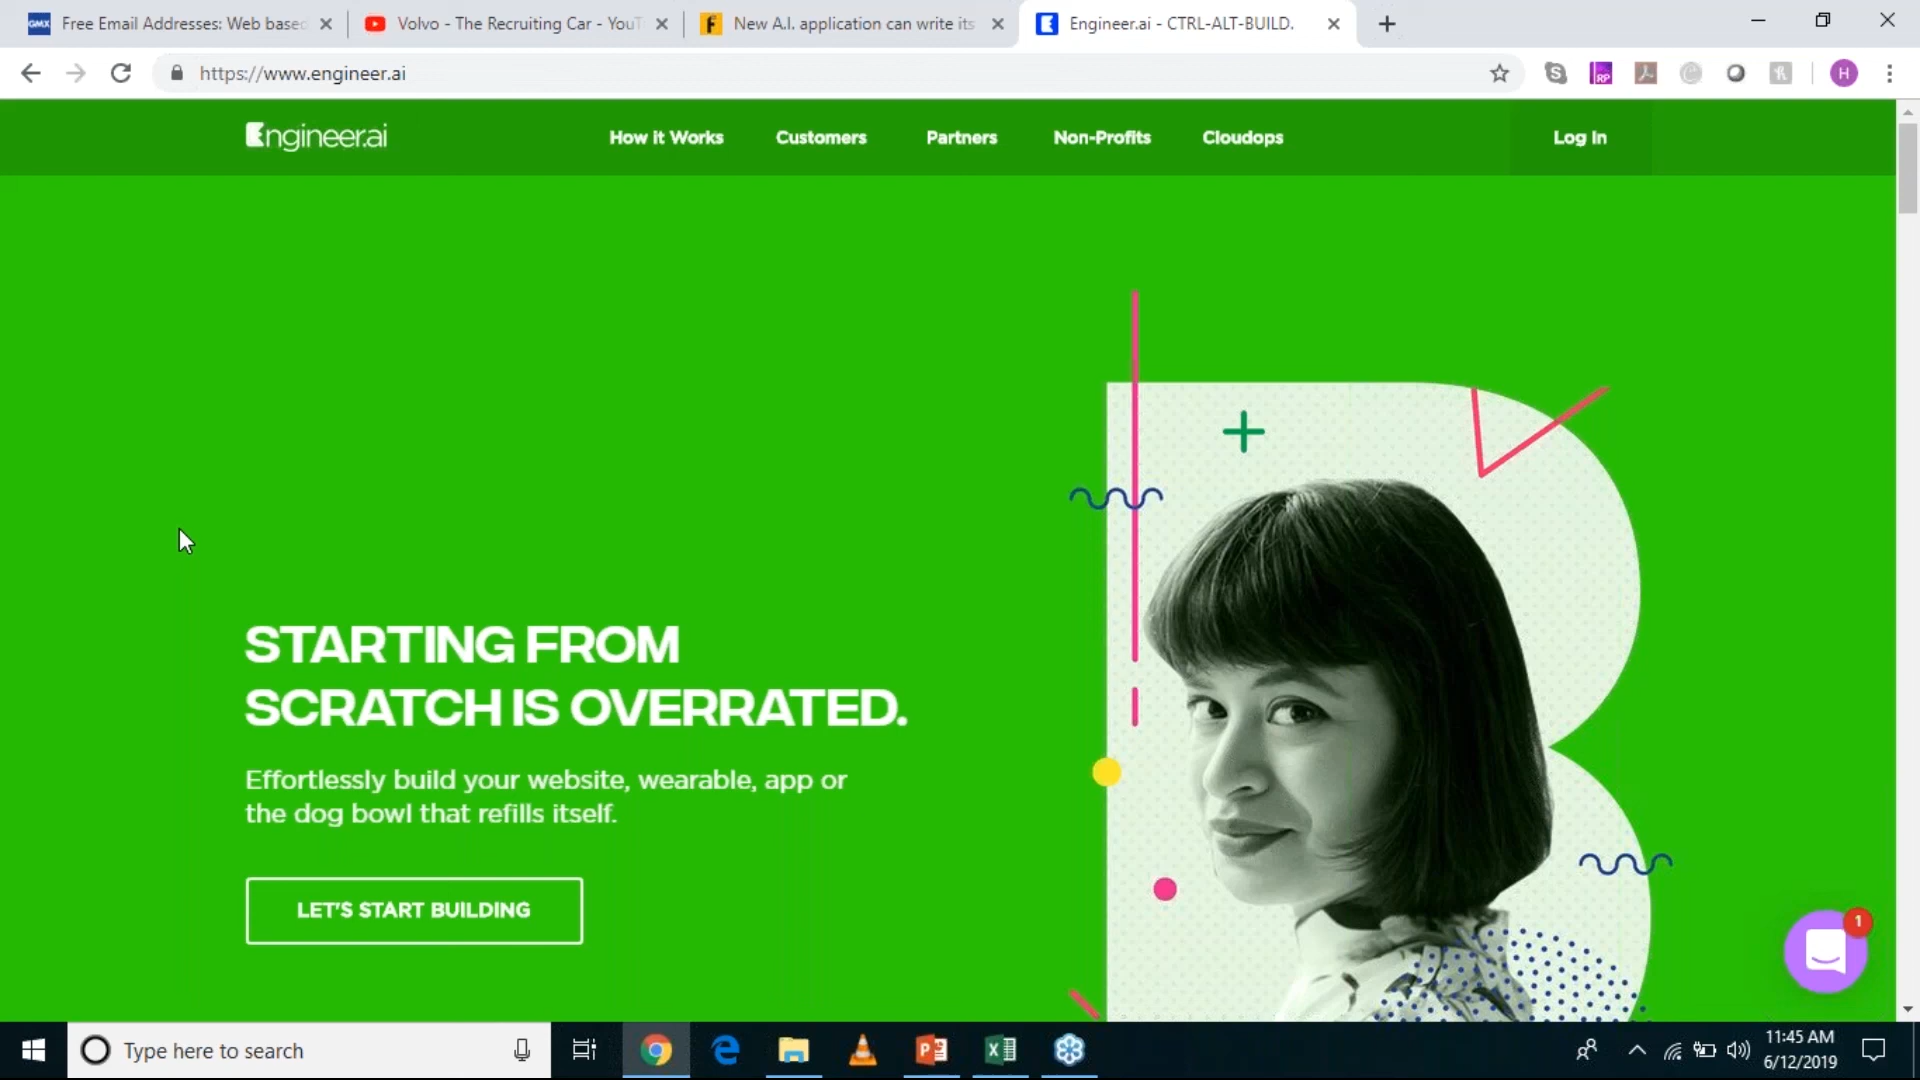 GMX Free Email Addresses: Web based
Volvo - The Recruiting Car - YouT
New A.I. application can write its
Engineer.ai - CTRL-ALT-BUILD.
https://www.engineer.ai
RP
H
Engineer.ai
How it Works
Customers
Partners
Non-Profits
Cloudops
Log In
STARTING FROM
SCRATCH IS OVERRATED.
Effortlessly build your website, wearable, app or
the dog bowl that refills itself.
LET'S START BUILDING
1
Type here to search
11:45 AM
6/12/2019